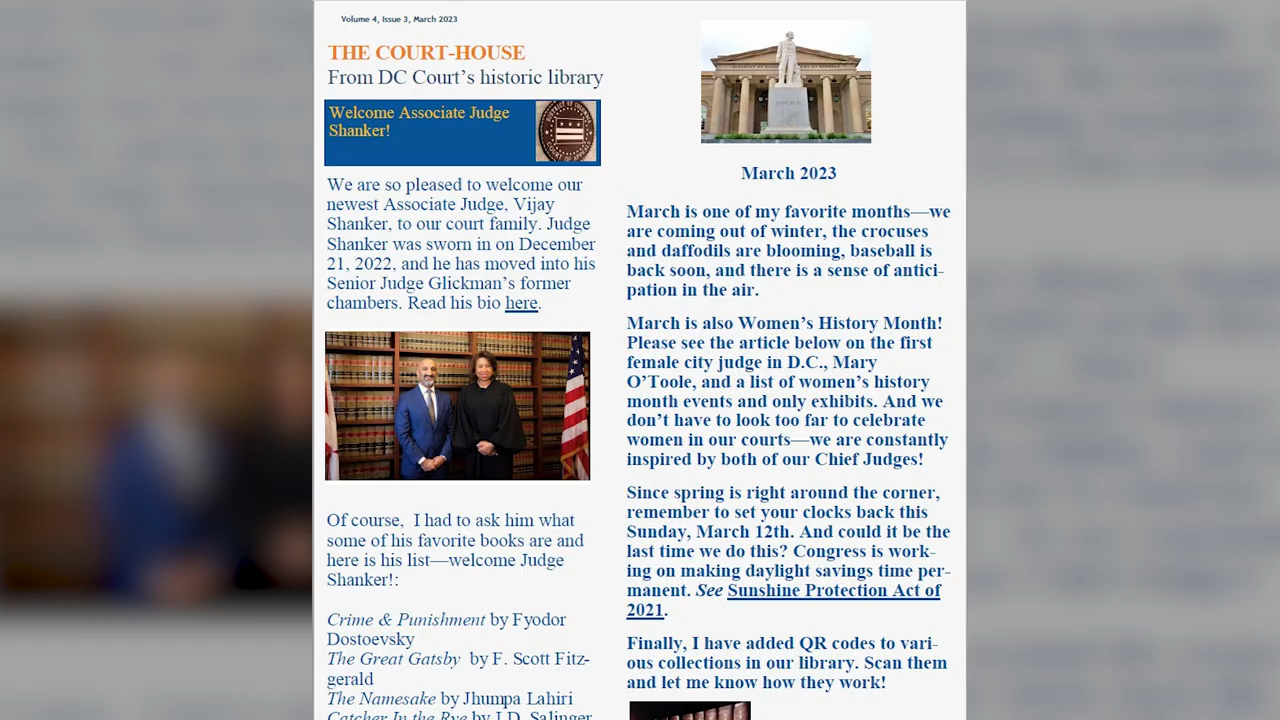 Volume 4, Issue 3, March 2023
THE COURT-HOUSE
From DC Court's historic library
Welcome Associate Judge
Shanker!
We are so pleased to welcome our
newest Associate Judge, Vijay
Shanker, to our court family. Judge
Shanker was sworn in on December
21, 2022, and he has moved into his
Senior Judge Glickman's former
chambers. Read his bio here.
Of course,  I had to ask him what
some of his favorite books are and
here is his list—welcome Judge
Shanker!:
Crime & Punishment by Fyodor
Dostoevsky
The Great Gatsby  by F. Scott Fitz-
gerald
The Namesake by Jhumpa Lahiri
Catcher In the Rye by J.D. Salinger
March 2023
March is one of my favorite months—we
are coming out of winter, the crocuses
and daffodils are blooming, baseball is
back soon, and there is a sense of antici-
pation in the air.
March is also Women's History Month!
Please see the article below on the first
female city judge in D.C., Mary
O'Toole, and a list of women's history
month events and only exhibits. And we
don't have to look too far to celebrate
women in our courts—we are constantly
inspired by both of our Chief Judges!
Since spring is right around the corner,
remember to set your clocks back this
Sunday, March 12th. And could it be the
last time we do this? Congress is work-
ing on making daylight savings time per-
manent. See Sunshine Protection Act of
2021.
Finally, I have added QR codes to vari-
ous collections in our library. Scan them
and let me know how they work!